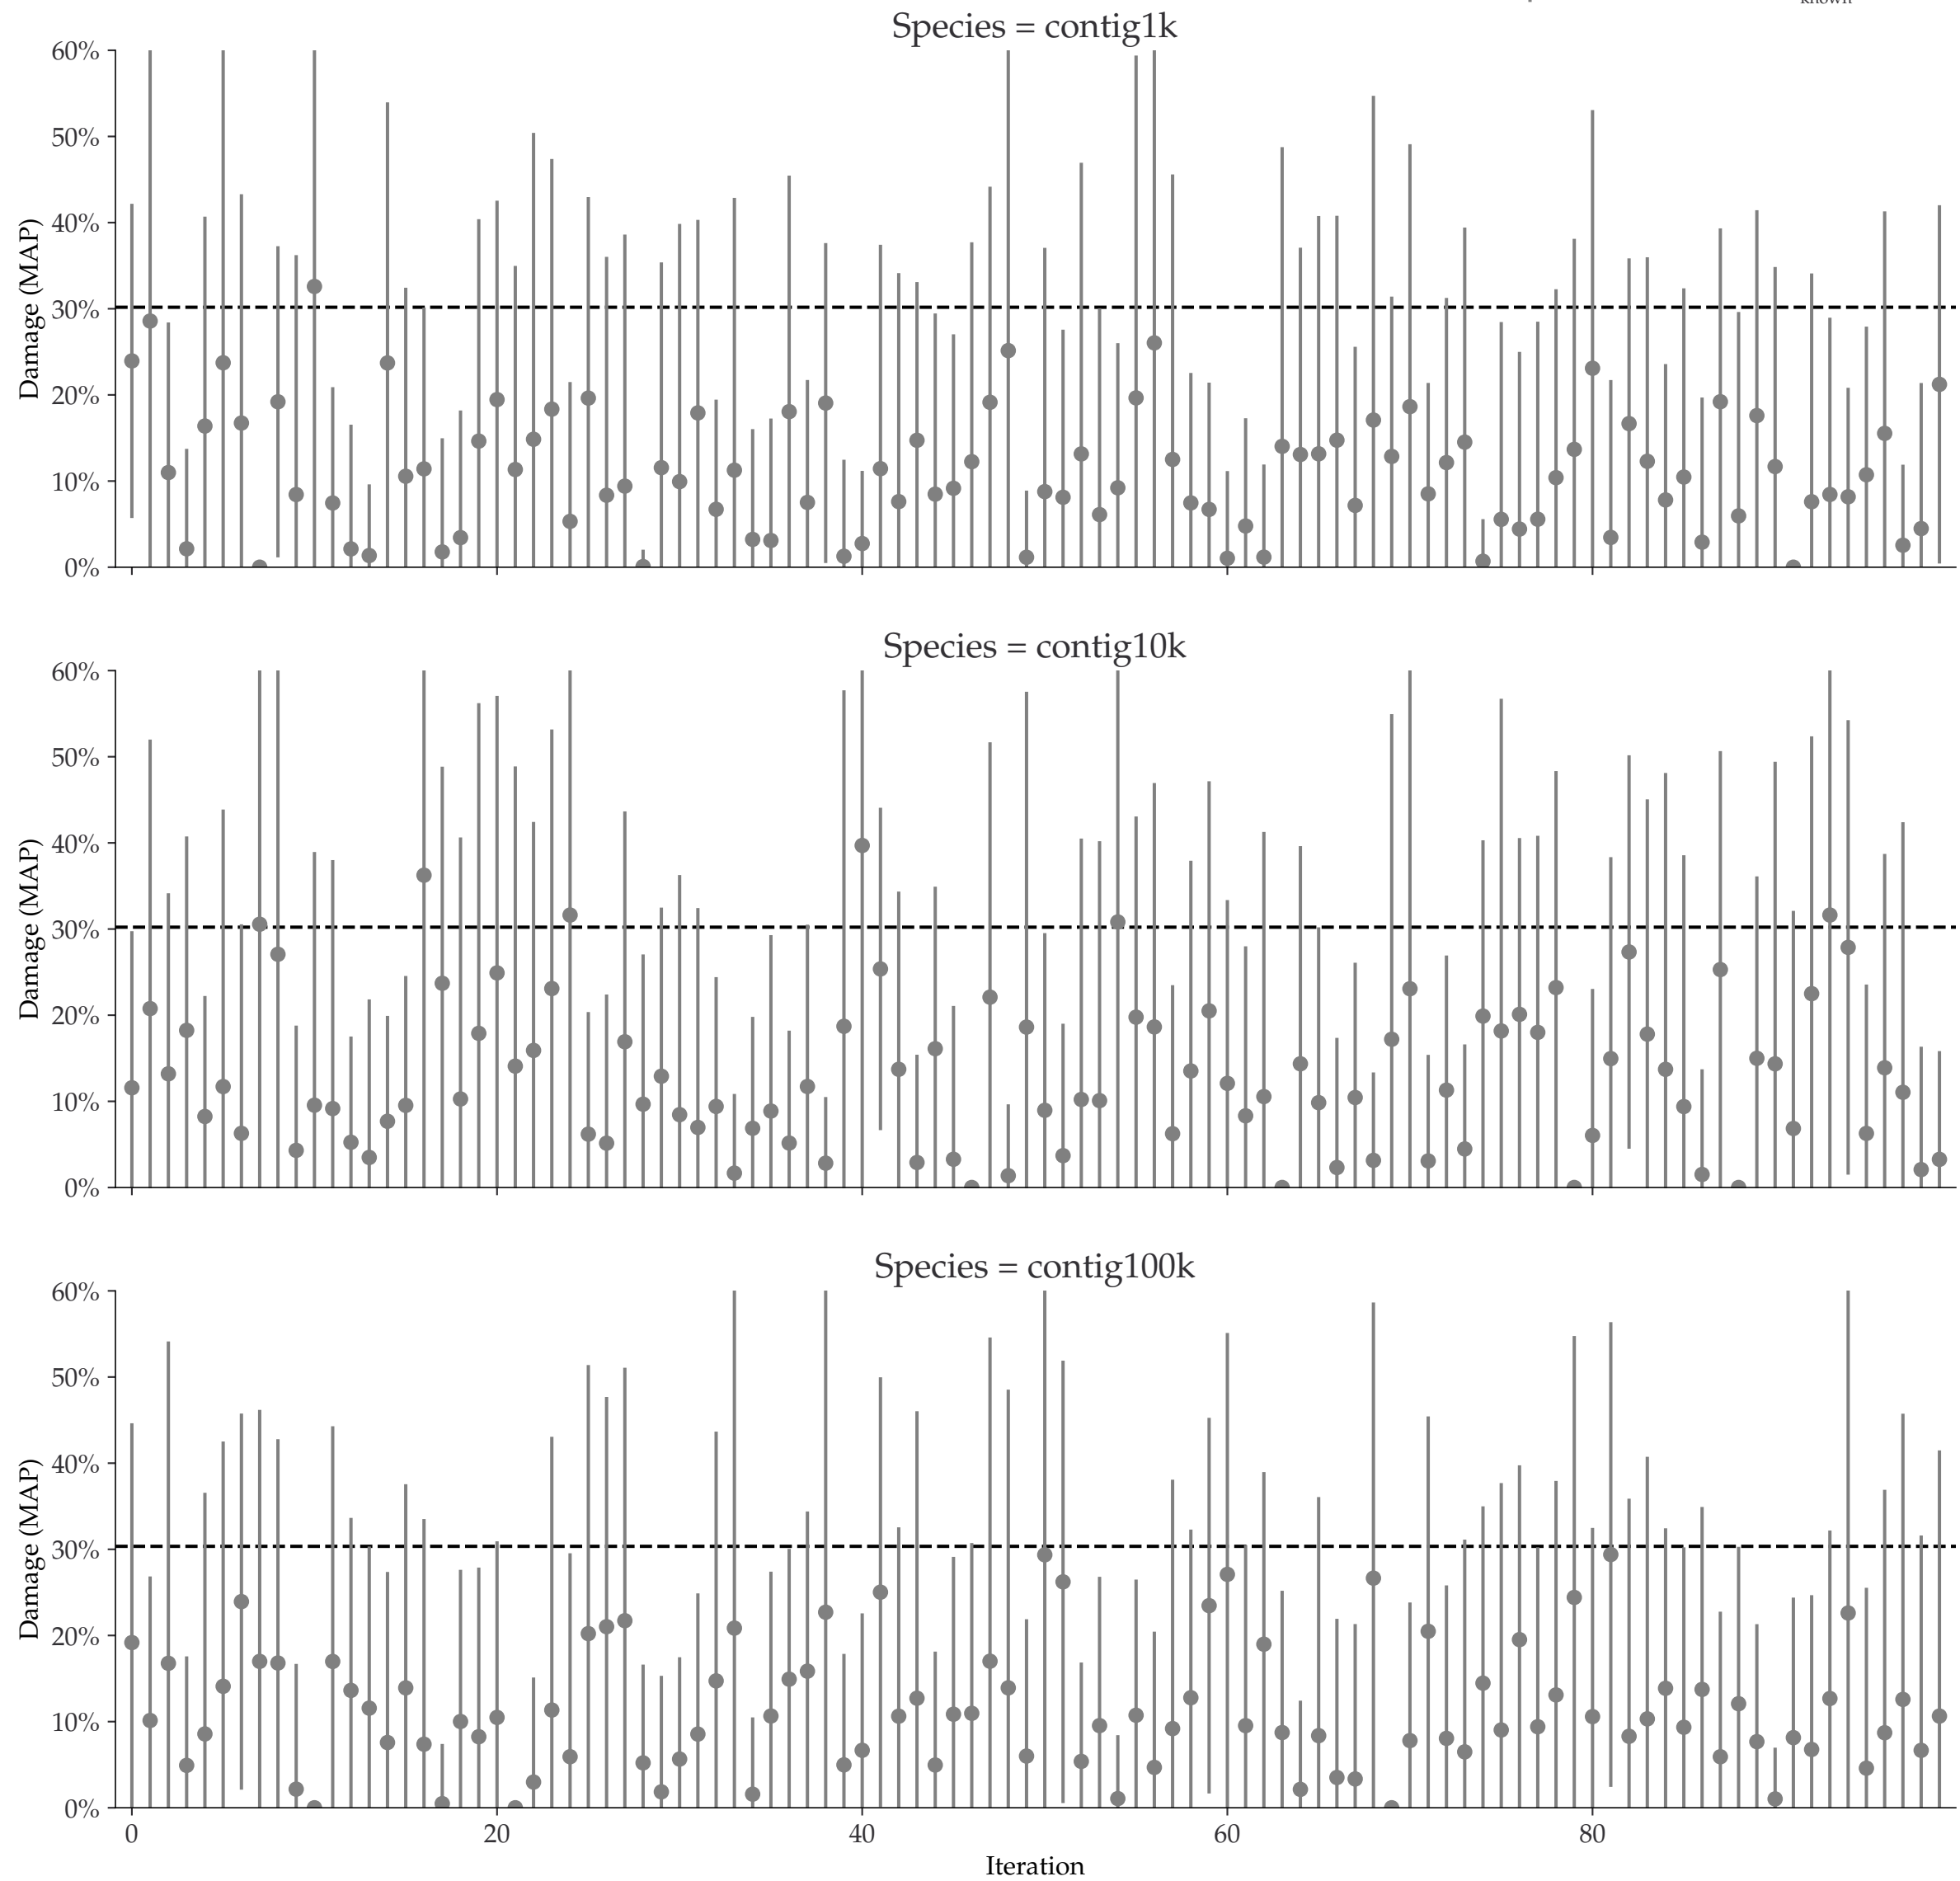 known
Species = contig1k
60%
50%
40%
30%
20%
10%
0%
Damage (MAP)
Species = contig10k
60%
50%
40%
30%
20%
10%
0%
Damage (MAP)
Species = contig100k
60%
50%
40%
30%
20%
10%
0%
Damage (MAP)
0 20 40 60 80
Iteration